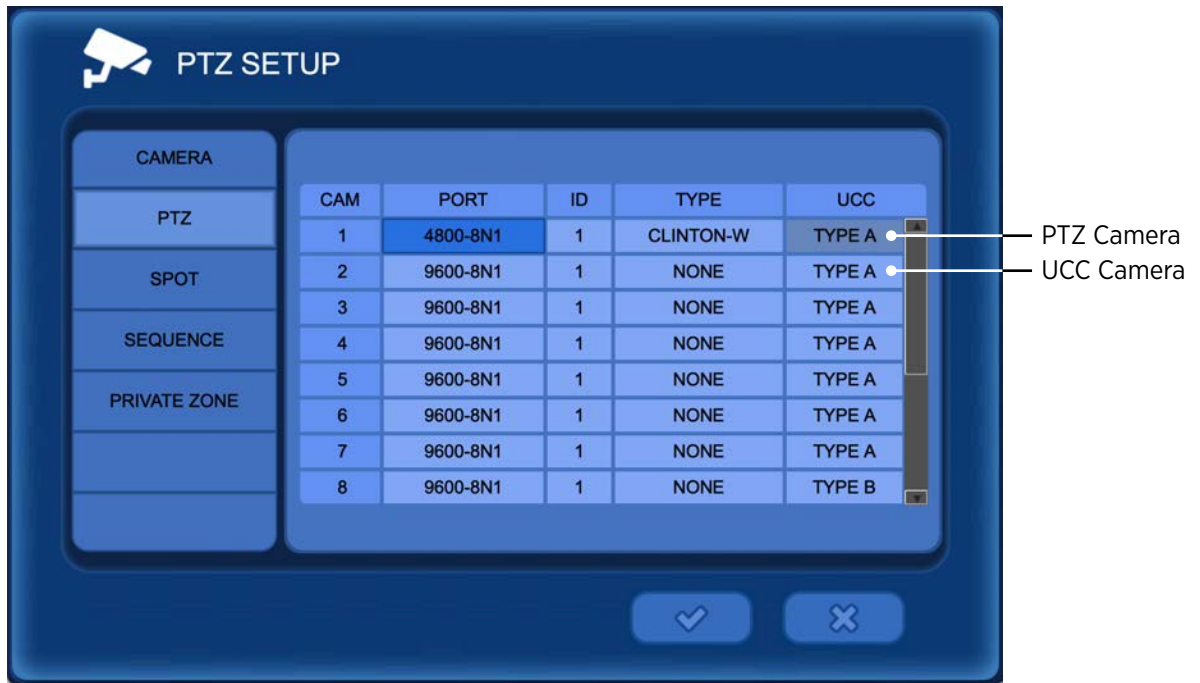 PTZ SETUP
CAMERA
PTZ
SPOT
SEQUENCE
PRIVATE ZONE
CAM PORT ID TYPE UCC
1 4800-8N1 1 CLINTON-W TYPE A
2 9600-8N1 1 NONE TYPE A
3 9600-8N1 1 NONE TYPE A
4 9600-8N1 1 NONE TYPE A
5 9600-8N1 1 NONE TYPE A
6 9600-8N1 1 NONE TYPE A
7 9600-8N1 1 NONE TYPE A
8 9600-8N1 1 NONE TYPE B
PTZ Camera
UCC Camera